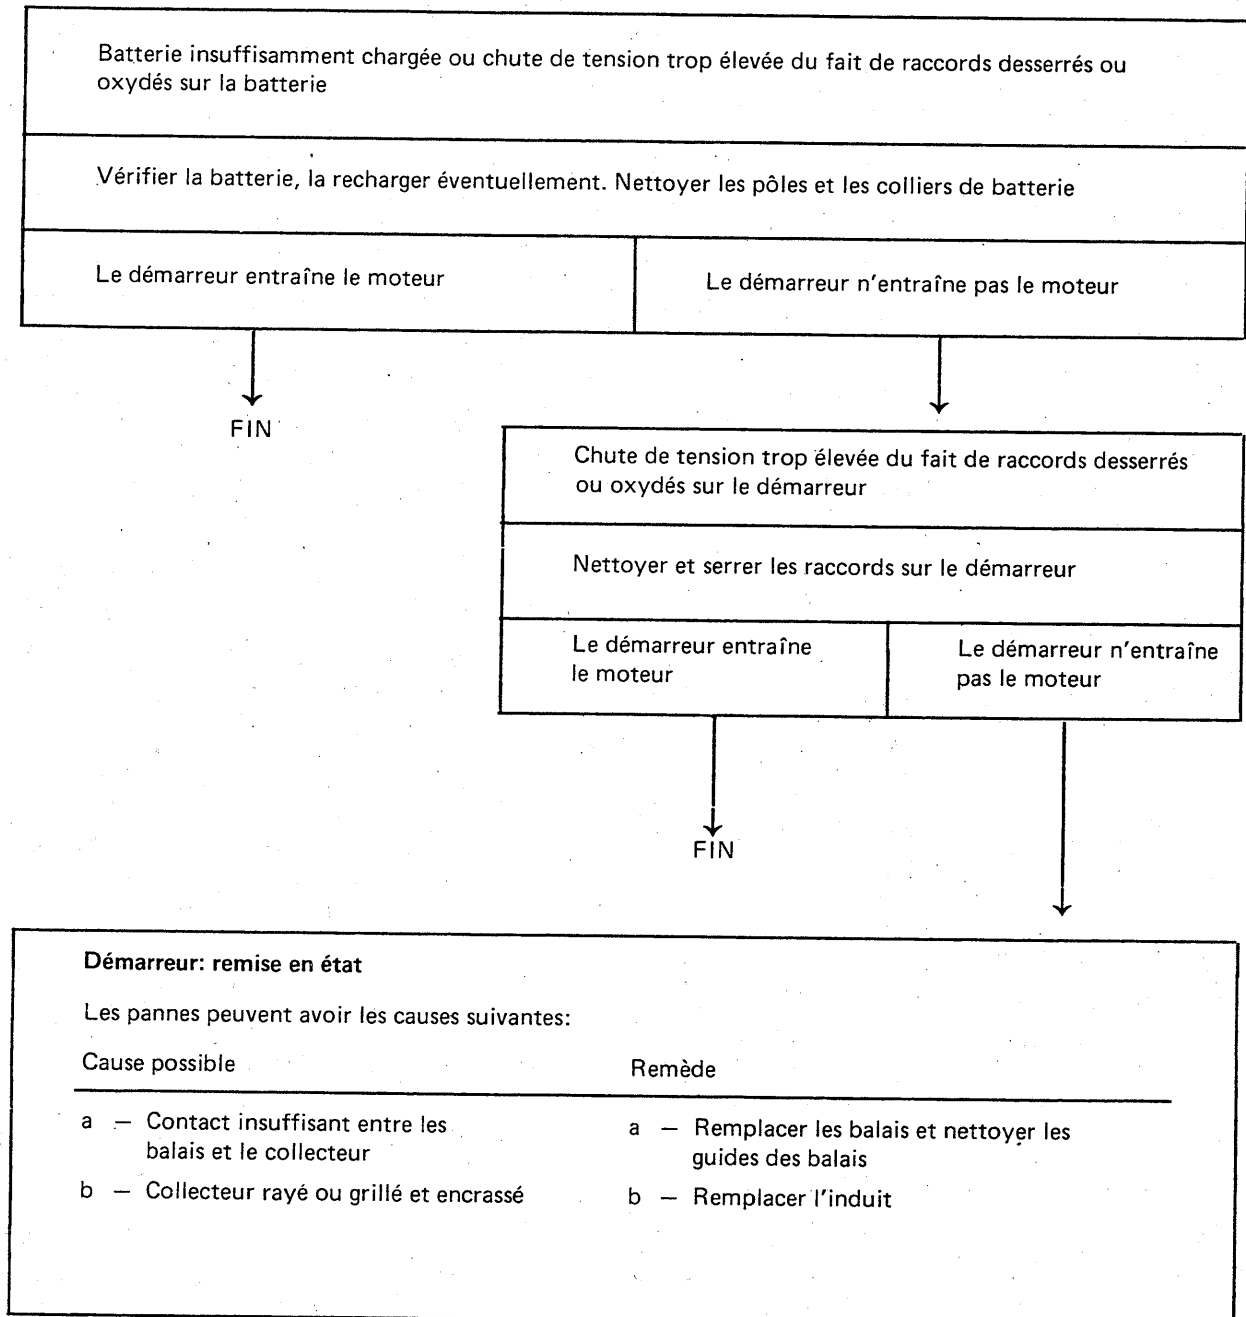 Batterie insuffisamment chargée ou chute de tension trop élevée du fait de raccords desserrés ou
oxydés sur la batterie
Vérifier la batterie, la recharger éventuellement. Nettoyer les pôles et les colliers de batterie
Le démarreur entraîne le moteur
Le démarreur n'entraîne pas le moteur
FIN
Chute de tension trop élevée du fait de raccords desserrés
ou oxydés sur le démarreur
Nettoyer et serrer les raccords sur le démarreur
Le démarreur entraîne
le moteur
Le démarreur n'entraîne
pas le moteur
FIN
Démarreur: remise en état
Les pannes peuvent avoir les causes suivantes:
Cause possible
Remède
a – Contact insuffisant entre les
balais et le collecteur
a – Remplacer les balais et nettoyer les
guides des balais
b – Collecteur rayé ou grillé et encrassé
b – Remplacer l'induit